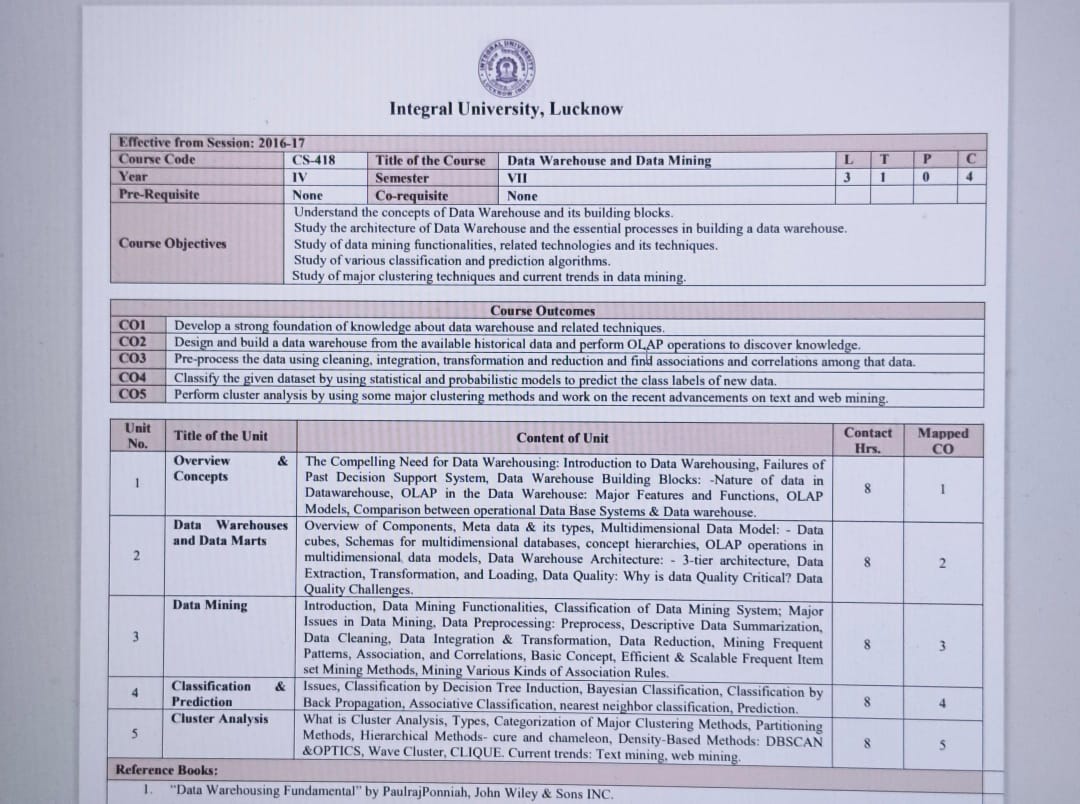 INTEGRAL UNIVERSITY
LUCKNOW INDIA
Integral University, Lucknow
Effective from Session: 2016-17
Course Code CS-418 Title of the Course Data Warehouse and Data Mining L T P C
Year IV Semester VII 3 1 0 4
Pre-Requisite None Co-requisite None
Course Objectives
Understand the concepts of Data Warehouse and its building blocks.
Study the architecture of Data Warehouse and the essential processes in building a data warehouse.
Study of data mining functionalities, related technologies and its techniques.
Study of various classification and prediction algorithms.
Study of major clustering techniques and current trends in data mining.
Course Outcomes
CO1 Develop a strong foundation of knowledge about data warehouse and related techniques.
CO2 Design and build a data warehouse from the available historical data and perform OLAP operations to discover knowledge.
CO3 Pre-process the data using cleaning, integration, transformation and reduction and find associations and correlations among that data.
CO4 Classify the given dataset by using statistical and probabilistic models to predict the class labels of new data.
CO5 Perform cluster analysis by using some major clustering methods and work on the recent advancements on text and web mining.
Unit No. Title of the Unit Content of Unit Contact Hrs. Mapped CO
1 Overview & Concepts
The Compelling Need for Data Warehousing: Introduction to Data Warehousing, Failures of
Past Decision Support System, Data Warehouse Building Blocks: -Nature of data in
Datawarehouse, OLAP in the Data Warehouse: Major Features and Functions, OLAP
Models, Comparison between operational Data Base Systems & Data warehouse.
8 1
2 Data Warehouses and Data Marts
Overview of Components, Meta data & its types, Multidimensional Data Model: - Data
cubes, Schemas for multidimensional databases, concept hierarchies, OLAP operations in
multidimensional data models, Data Warehouse Architecture: - 3-tier architecture, Data
Extraction, Transformation, and Loading, Data Quality: Why is data Quality Critical? Data
Quality Challenges.
8 2
3 Data Mining
Introduction, Data Mining Functionalities, Classification of Data Mining System; Major
Issues in Data Mining, Data Preprocessing: Preprocess, Descriptive Data Summarization,
Data Cleaning, Data Integration & Transformation, Data Reduction, Mining Frequent
Patterns, Association, and Correlations, Basic Concept, Efficient & Scalable Frequent Item
set Mining Methods, Mining Various Kinds of Association Rules.
8 3
4 Classification & Prediction
Issues, Classification by Decision Tree Induction, Bayesian Classification, Classification by
Back Propagation, Associative Classification, nearest neighbor classification, Prediction.
8 4
5 Cluster Analysis
What is Cluster Analysis, Types, Categorization of Major Clustering Methods, Partitioning
Methods, Hierarchical Methods- cure and chameleon, Density-Based Methods: DBSCAN
&OPTICS, Wave Cluster, CLIQUE. Current trends: Text mining, web mining.
8 5
Reference Books:
1. "Data Warehousing Fundamental" by PaulrajPonniah, John Wiley & Sons INC.